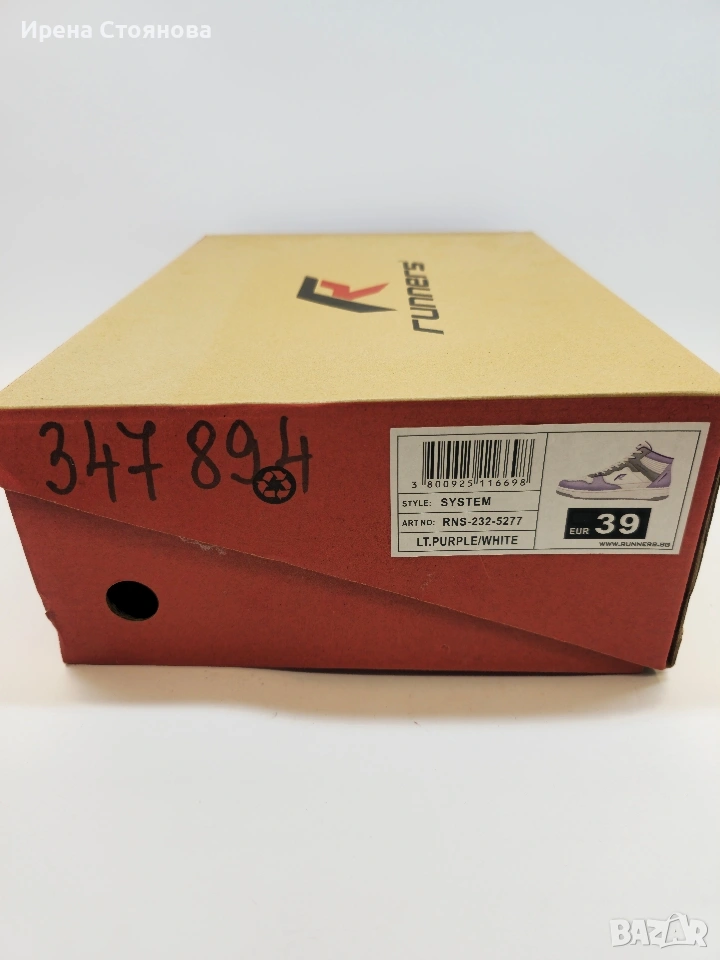 Ирена Стоянова
runners
347 894
3 800925 116698
STYLE: SYSTEM
ART NO: RNS-232-5277
LT.PURPLE/WHITE
EUR 39
WWW.RUNNERS.BG
BAZAR